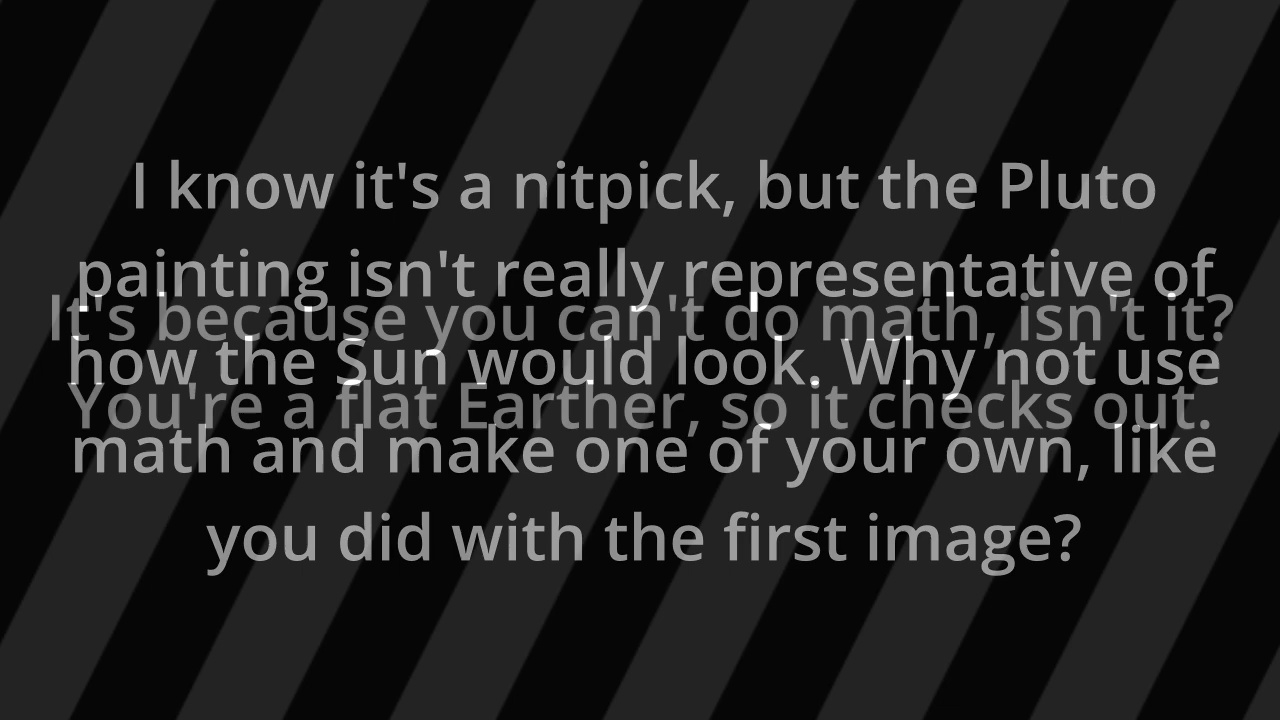 I know it's a nitpick, but the Pluto
painting isn't really representative of
how the Sun would look. Why not use
math and make one of your own, like
you did with the first image?
It's because you can't do math, isn't it?
You're a flat Earther, so it checks out.